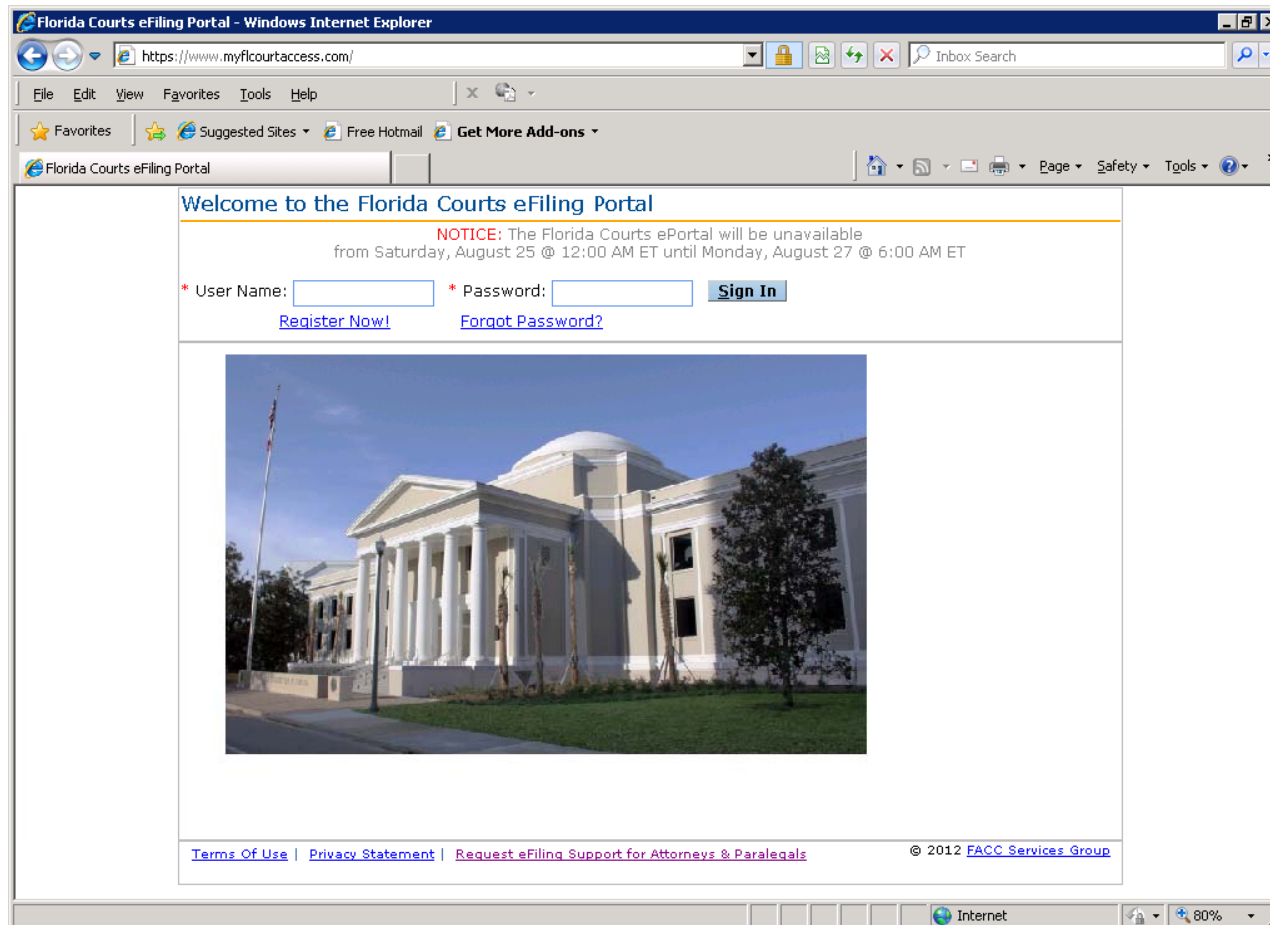 Florida Courts eFiling Portal - Windows Internet Explorer
https://www.myflcourtaccess.com/
Inbox Search
File Edit View Favorites Tools Help
Favorites Suggested Sites Free Hotmail Get More Add-ons
Florida Courts eFiling Portal
Page Safety Tools
Welcome to the Florida Courts eFiling Portal
NOTICE: The Florida Courts ePortal will be unavailable
from Saturday, August 25 @ 12:00 AM ET until Monday, August 27 @ 6:00 AM ET
* User Name: * Password: Sign In
Register Now! Forgot Password?
Terms Of Use | Privacy Statement | Request eFiling Support for Attorneys & Paralegals © 2012 FACC Services Group
Internet 80%